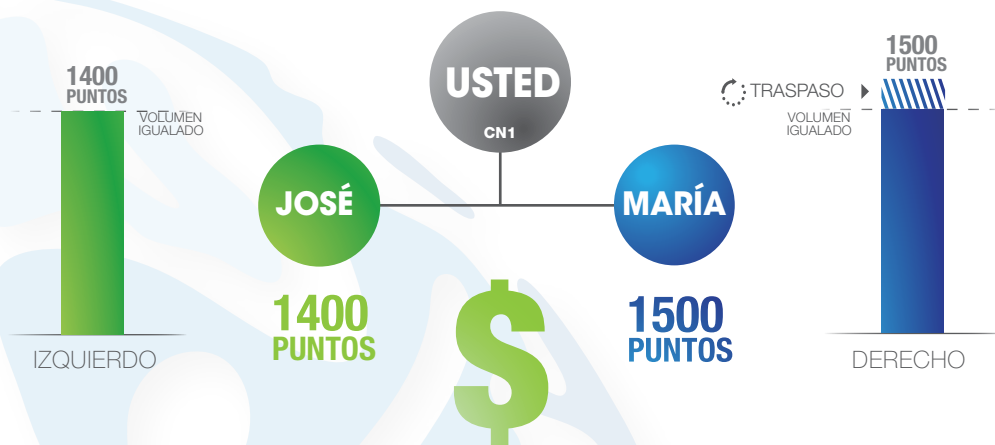 1400
PUNTOS
VOLUMEN
IGUALADO
IZQUIERDO
USTED
CN1
JOSÉ
MARÍA
1400
PUNTOS
$
1500
PUNTOS
1500
PUNTOS
TRASPASO
VOLUMEN
IGUALADO
DERECHO